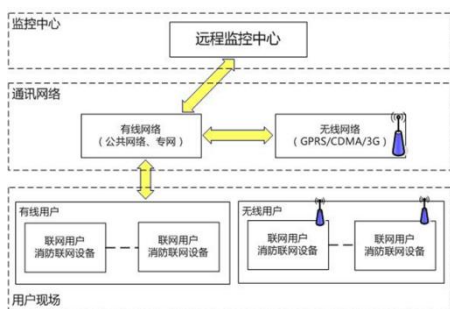 监控中心
远程监控中心
通讯网络
有线网络
（公共网络、专网）
无线网络
（GPRS/CDMA/3G）
有线用户
联网用户
消防联网设备
联网用户
消防联网设备
无线用户
联网用户
消防联网设备
联网用户
消防联网设备
用户现场